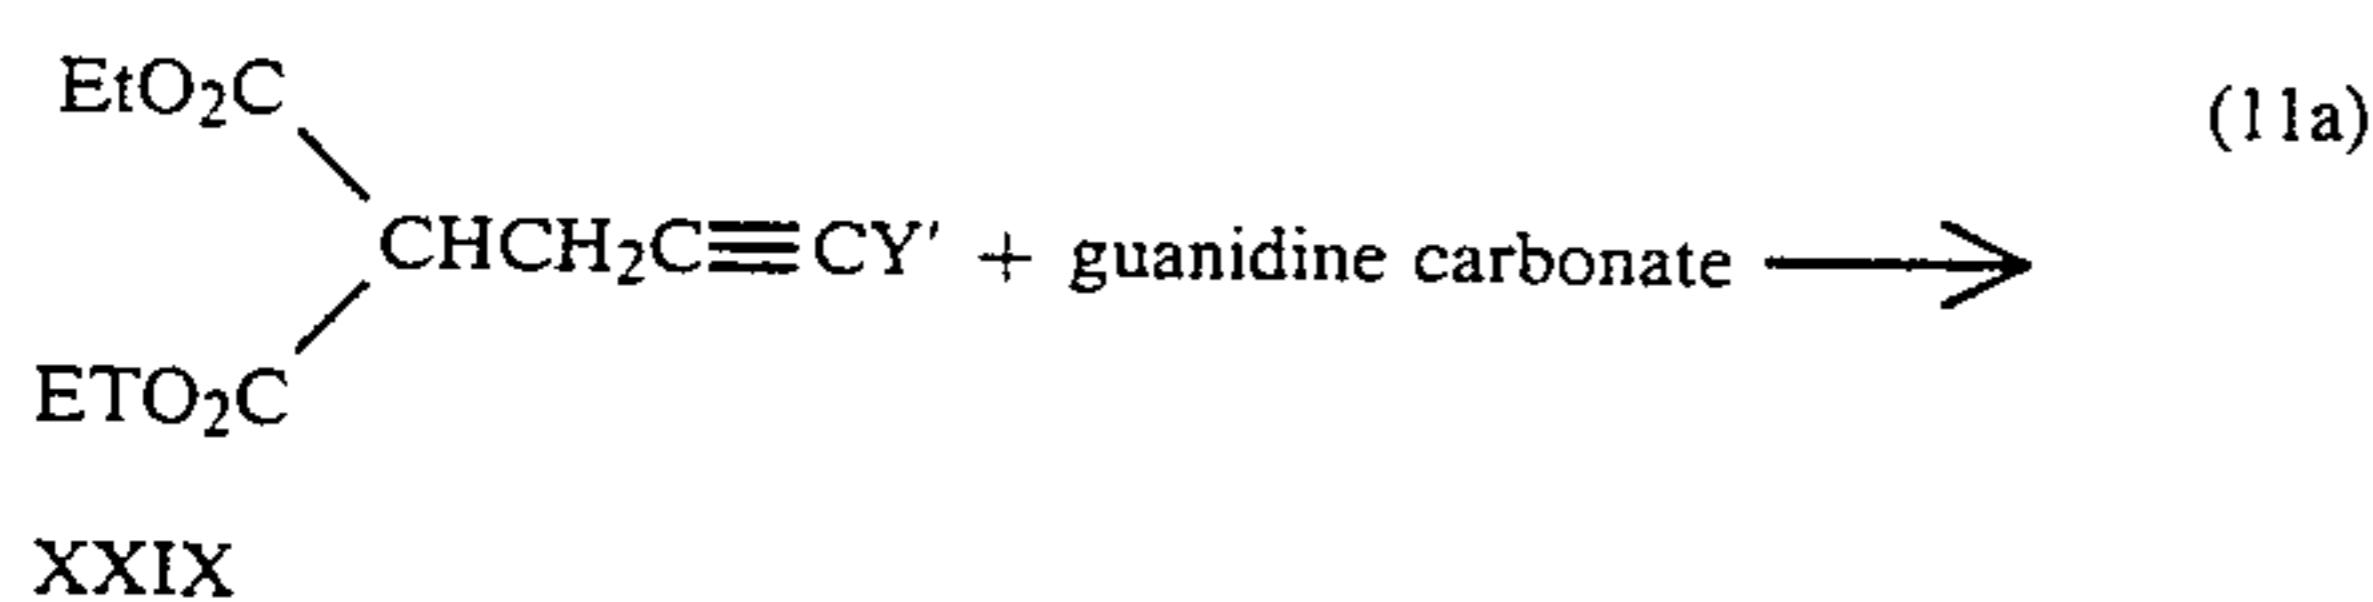 EtO₂C
(11a)
CHCH₂C≡CY' + guanidine carbonate ⟶
ETO₂C
XXIX